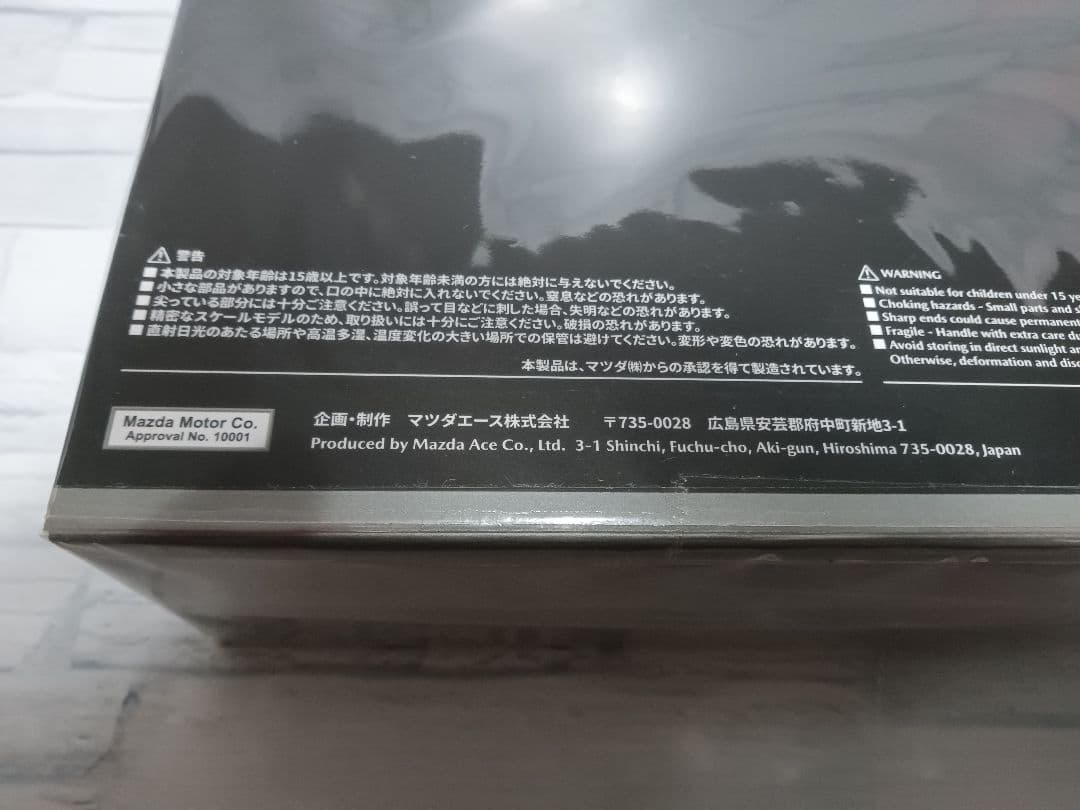 警告
■本製品の対象年齢は15歳以上です。対象年齢未満の方には絶対に与えないでください。
■小さな部品がありますので、口の中に絶対に入れないでください。窒息などの恐れがあります。
■尖っている部分には十分ご注意ください。誤って目などに刺した場合、失明などの恐れがあります。
■精密なスケールモデルのため、取り扱いには十分にご注意ください。破損の恐れがあります。
■直射日光のあたる場所や高温多湿、温度変化の大きい場所での保管は避けてください。変形や変色の恐れがあります。
本製品は、マツダ㈱からの承認を得て製造されています。
WARNING
■Not suitable for children under 15
■Choking hazards - Small parts and
■Sharp ends could cause permanent
■Fragile - Handle with extra care
■Avoid storing in direct sunlight
Otherwise, deformation and
Mazda Motor Co.
Approval No. 10001
企画・制作 マツダエース株式会社 〒735-0028 広島県安芸郡府中町新地3-1
Produced by Mazda Ace Co., Ltd. 3-1 Shinchi, Fuchu-cho, Aki-gun, Hiroshima 735-0028, Japan